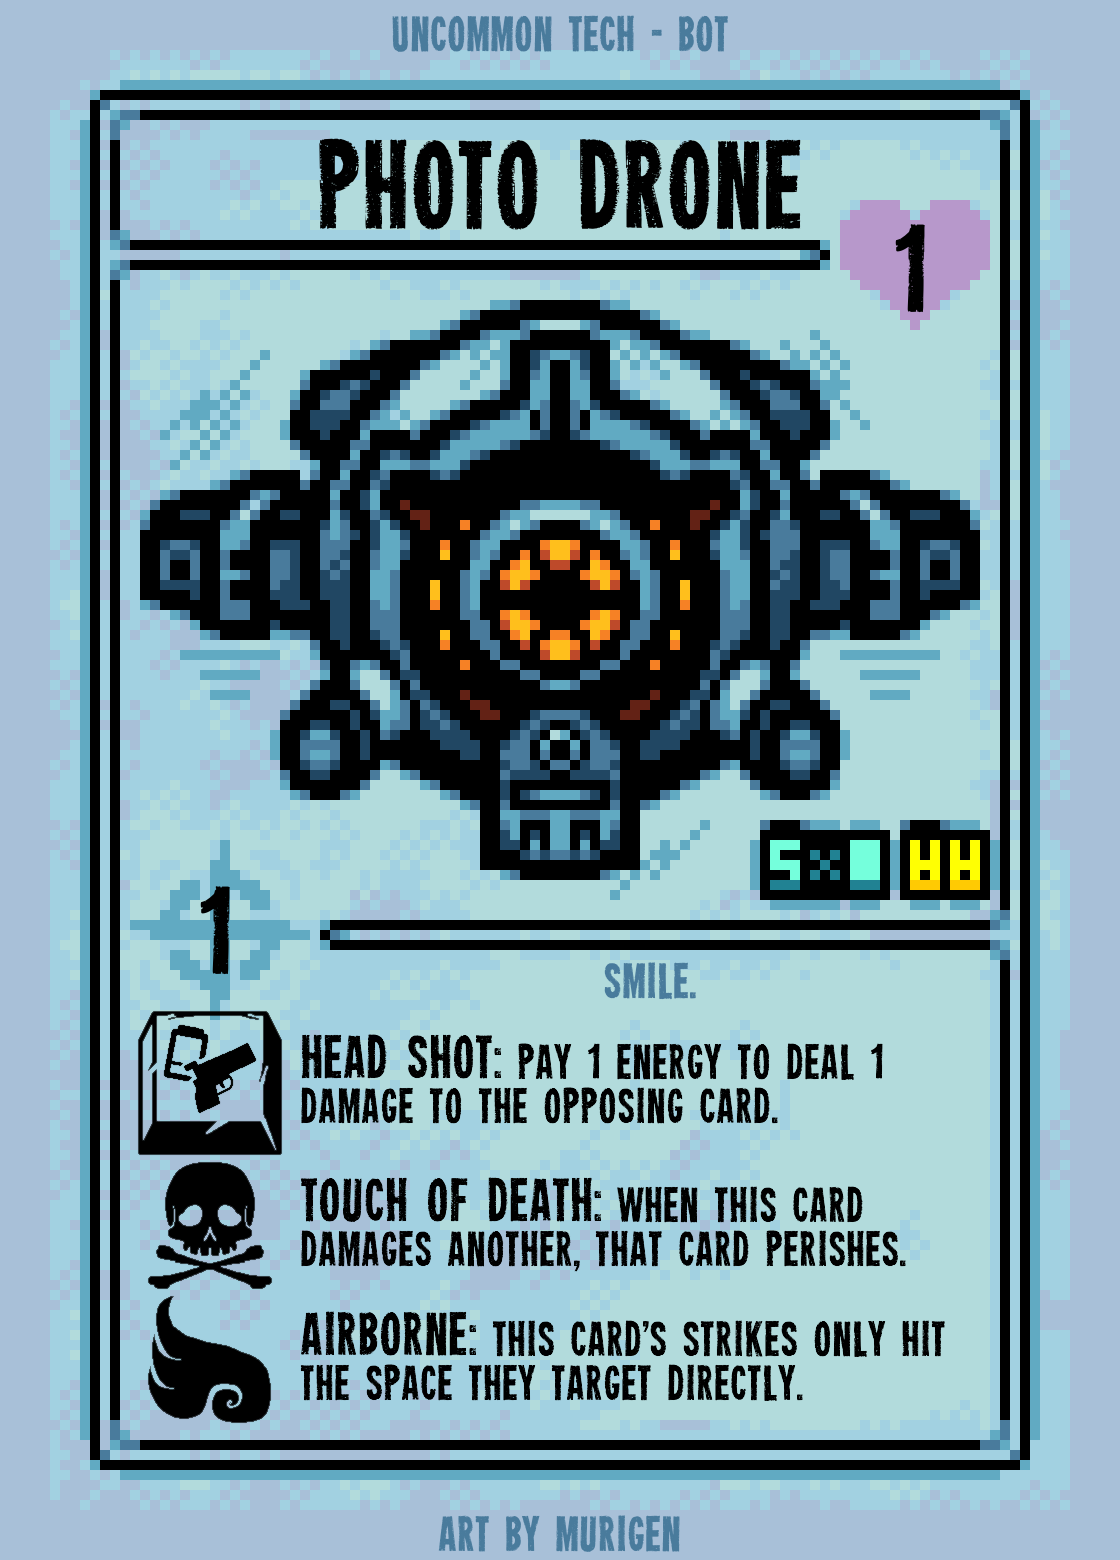 UNCOMMON TECH - BOT
PHOTO DRONE
1
5x
1
SMILE.
HEAD SHOT: PAY 1 ENERGY TO DEAL 1
DAMAGE TO THE OPPOSING CARD.
TOUCH OF DEATH: WHEN THIS CARD
DAMAGES ANOTHER, THAT CARD PERISHES.
AIRBORNE: THIS CARD'S STRIKES ONLY HIT
THE SPACE THEY TARGET DIRECTLY.
ART BY MURIGEN